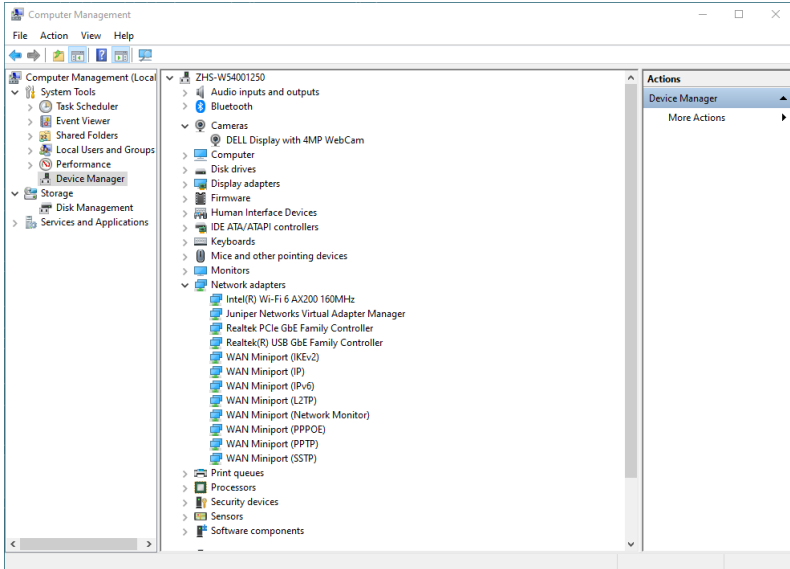 Computer Management
File Action View Help
Computer Management (Local
System Tools
Task Scheduler
Event Viewer
Shared Folders
Local Users and Groups
Performance
Device Manager
Storage
Disk Management
Services and Applications
ZHS-W54001250
Audio inputs and outputs
Bluetooth
Cameras
DELL Display with 4MP WebCam
Computer
Disk drives
Display adapters
Firmware
Human Interface Devices
IDE ATA/ATAPI controllers
Keyboards
Mice and other pointing devices
Monitors
Network adapters
Intel(R) Wi-Fi 6 AX200 160MHz
Juniper Networks Virtual Adapter Manager
Realtek PCIe GbE Family Controller
Realtek(R) USB GbE Family Controller
WAN Miniport (IKEv2)
WAN Miniport (IP)
WAN Miniport (IPv6)
WAN Miniport (L2TP)
WAN Miniport (Network Monitor)
WAN Miniport (PPPOE)
WAN Miniport (PPTP)
WAN Miniport (SSTP)
Print queues
Processors
Security devices
Sensors
Software components
Actions
Device Manager
More Actions